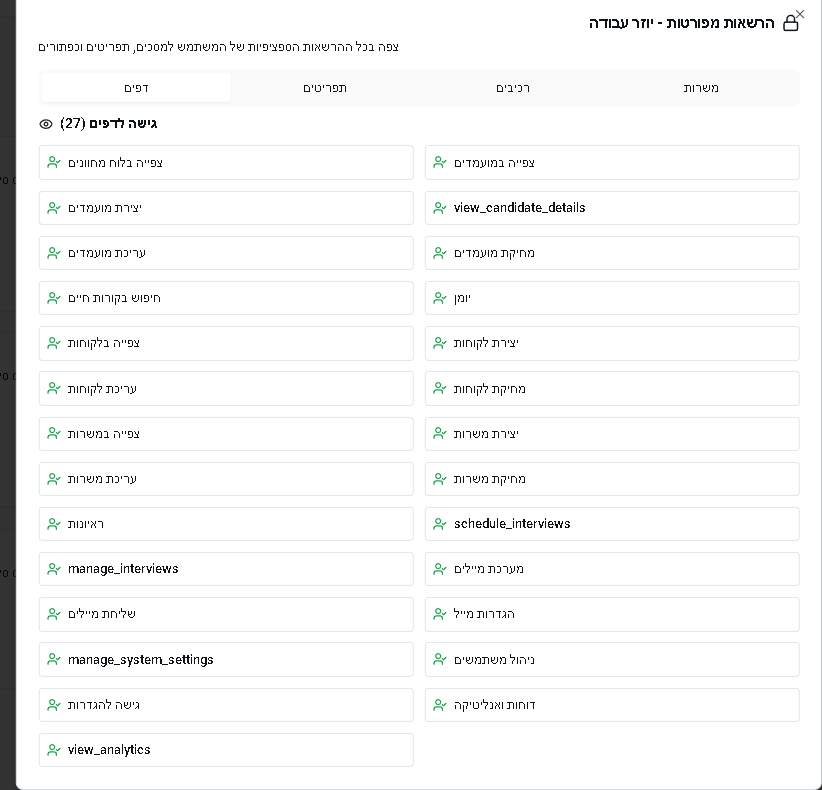 הרשאות מפורטות - יוזר עבודה
צפה בכל ההרשאות הספציפיות של המשתמש למסכים, תפריטים וכפתורים
דפים תפריטים רכיבים משרות
גישה לדפים (27)
צפייה בלוח מחוונים
צפייה במועמדים
יצירת מועמדים
view_candidate_details
עריכת מועמדים
מחיקת מועמדים
חיפוש בקורות חיים
יומן
צפייה בלקוחות
יצירת לקוחות
עריכת לקוחות
מחיקת לקוחות
צפייה במשרות
יצירת משרות
עריכת משרות
מחיקת משרות
ראיונות
schedule_interviews
manage_interviews
מערכת מיילים
שליחת מיילים
הגדרות מייל
manage_system_settings
ניהול משתמשים
גישה להגדרות
דוחות ואנליטיקה
view_analytics